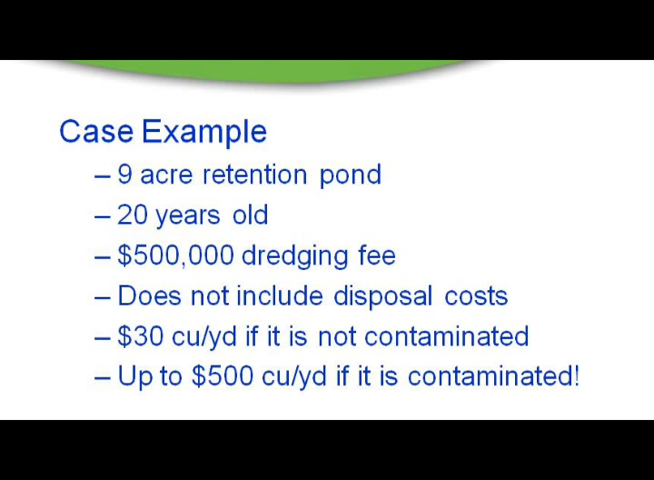 Case Example
– 9 acre retention pond
– 20 years old
– $500,000 dredging fee
– Does not include disposal costs
– $30 cu/yd if it is not contaminated
– Up to $500 cu/yd if it is contaminated!